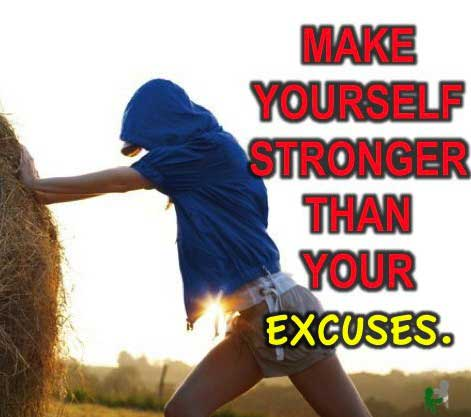 MAKE
YOURSELF
STRONGER
THAN
YOUR
EXCUSES.